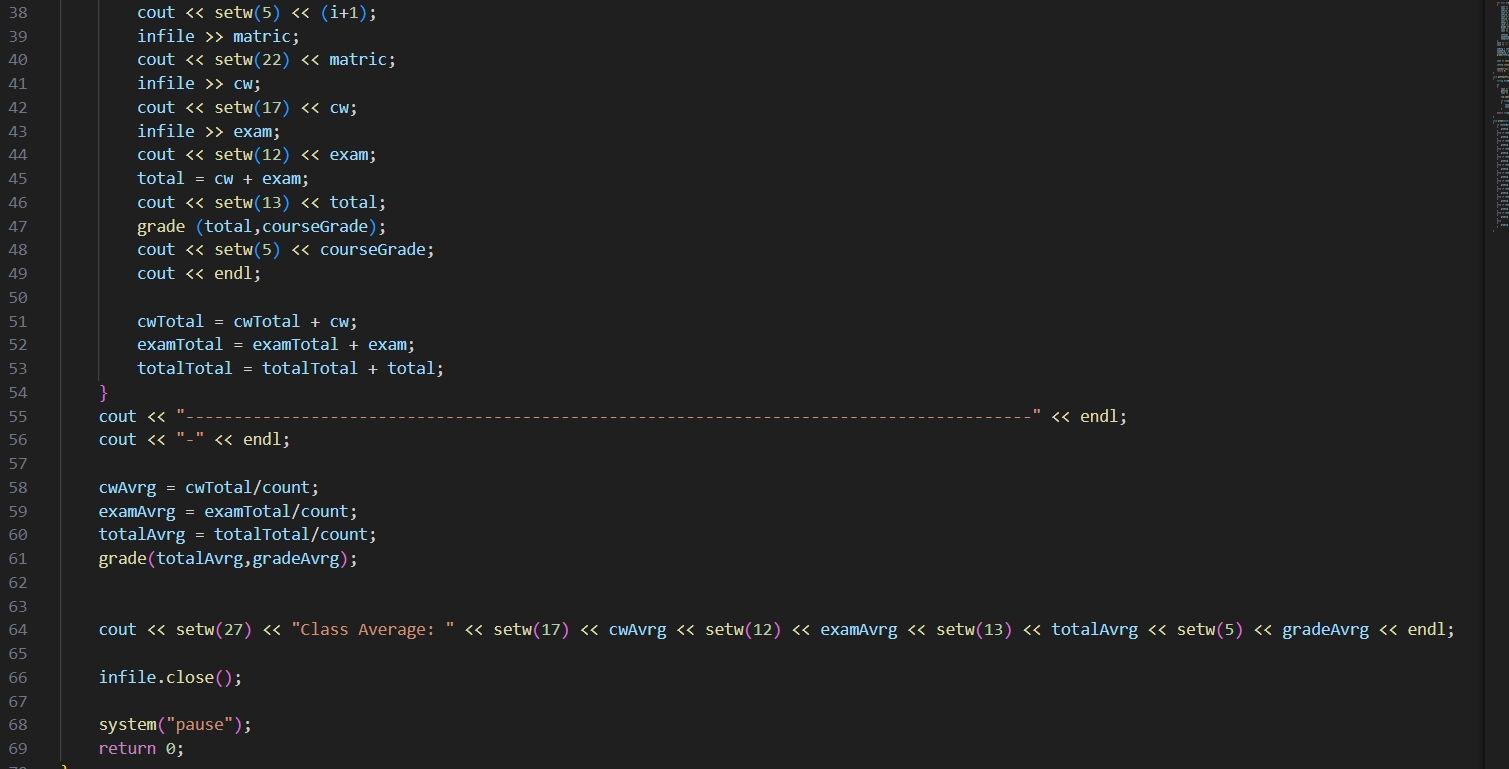 38 cout << setw(5) << (i+1);
39 infile >> matric;
40 cout << setw(22) << matric;
41 infile >> cw;
42 cout << setw(17) << cw;
43 infile >> exam;
44 cout << setw(12) << exam;
45 total = cw + exam;
46 cout << setw(13) << total;
47 grade (total,courseGrade);
48 cout << setw(5) << courseGrade;
49 cout << endl;
50
51 cwTotal = cwTotal + cw;
52 examTotal = examTotal + exam;
53 totalTotal = totalTotal + total;
54 }
55 cout << "----------------------------------------------------------------------------------------" << endl;
56 cout << "-" << endl;
57
58 cwAvrg = cwTotal/count;
59 examAvrg = examTotal/count;
60 totalAvrg = totalTotal/count;
61 grade(totalAvrg,gradeAvrg);
62
63
64 cout << setw(27) << "Class Average: " << setw(17) << cwAvrg << setw(12) << examAvrg << setw(13) << totalAvrg << setw(5) << gradeAvrg << endl;
65
66 infile.close();
67
68 system("pause");
69 return 0;